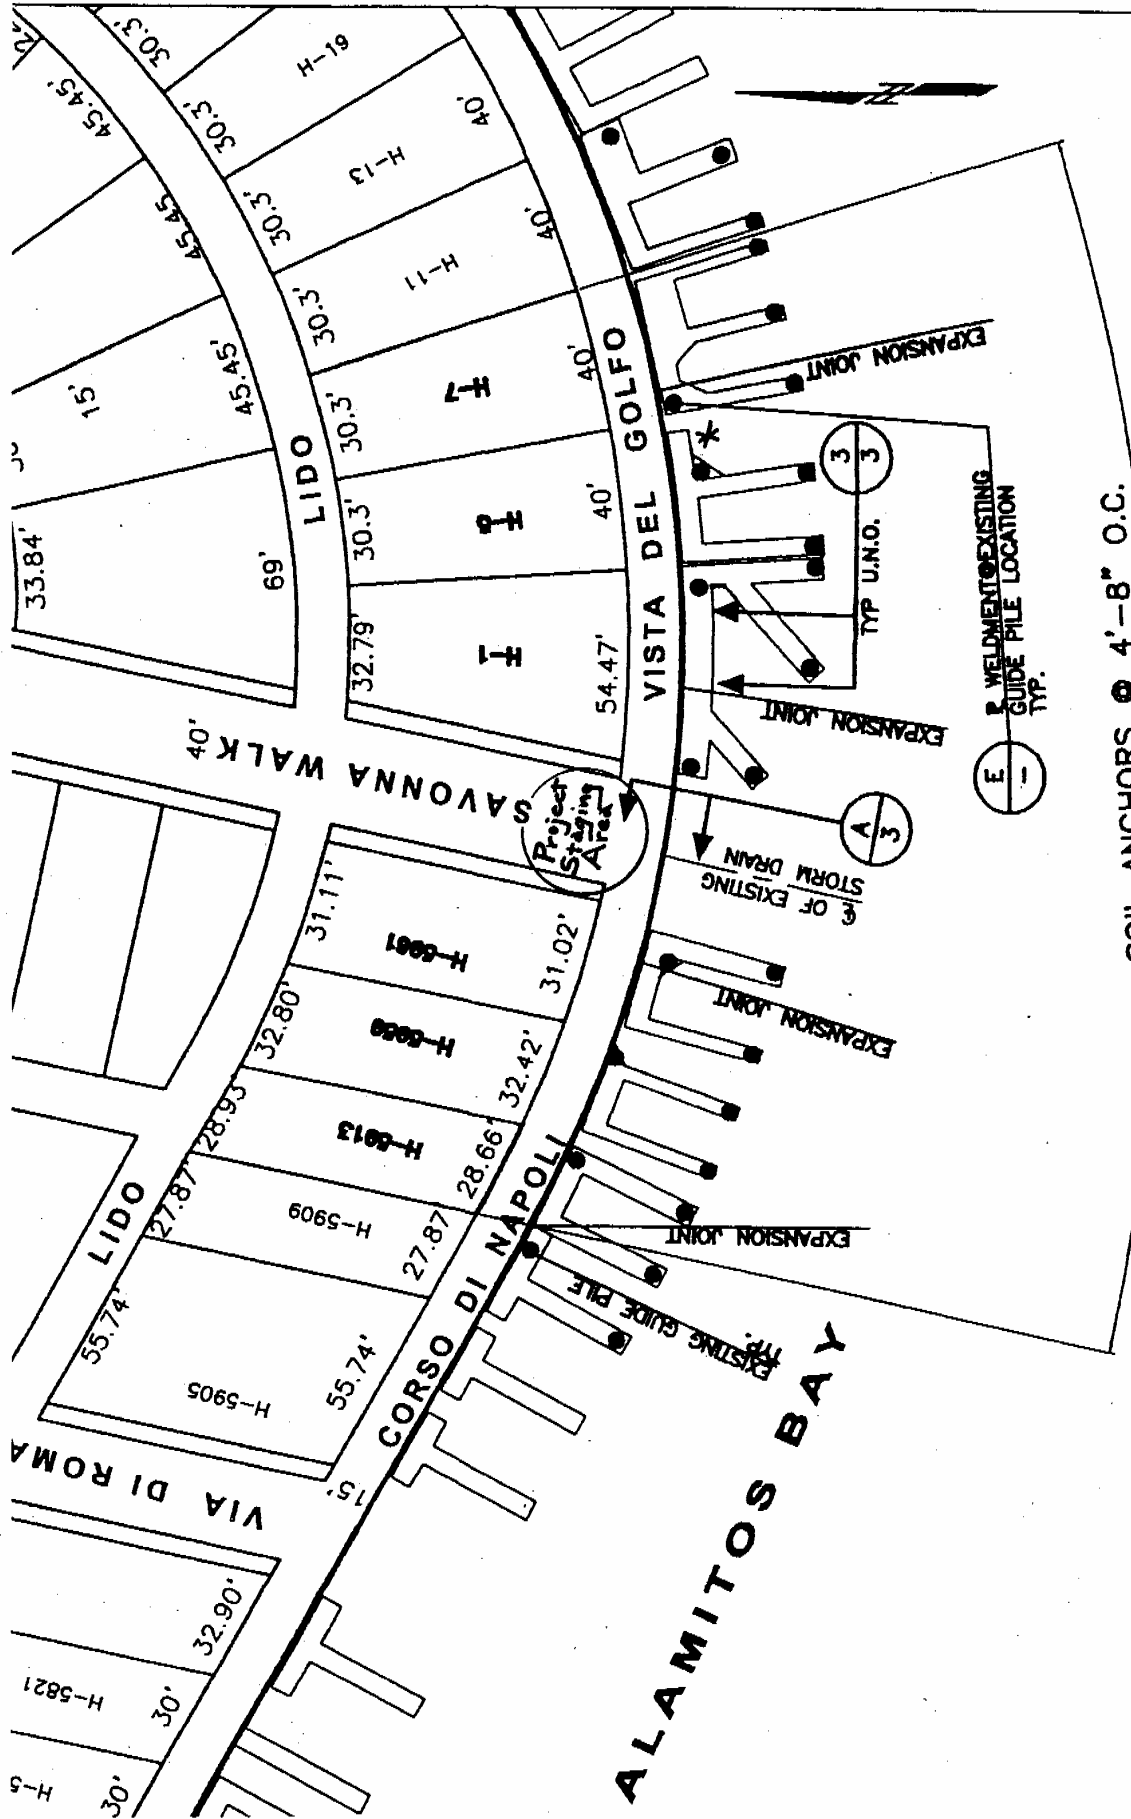 30.3'
H-19
45.45'
30.3'
40'
H-13
45.45
30.3'
40'
H-11
30.3'
15'
45.45'
40'
H-7
30.3'
LIDO
VISTA DEL GOLFO
EXPANSION JOINT
*
3
3
33.84'
69'
30.3'
H-5
40'
TYP U.N.O.
WELDMENT@EXISTING
GUIDE PILE LOCATION
TYP.
32.79'
H-1
54.47'
EXPANSION JOINT
E
-
40'
SAVONNA WALK
Project
Staging
Area
A
3
OF EXISTING
STORM DRAIN
COIL ANCHORS @ 4'-8" O.C.
31.11'
31.02'
32.80'
H-5959
32.42'
EXPANSION JOINT
28.93'
H-5913
28.66'
LIDO
27.87'
H-5909
27.87'
EXPANSION JOINT
CORSO DI NAPOLI
EXISTING GUIDE PILE
TYP.
55.74'
H-5905
55.74'
VIA DI ROMA
15'
ALAMITOS BAY
32.90'
H-5821
30'
H-5
30'